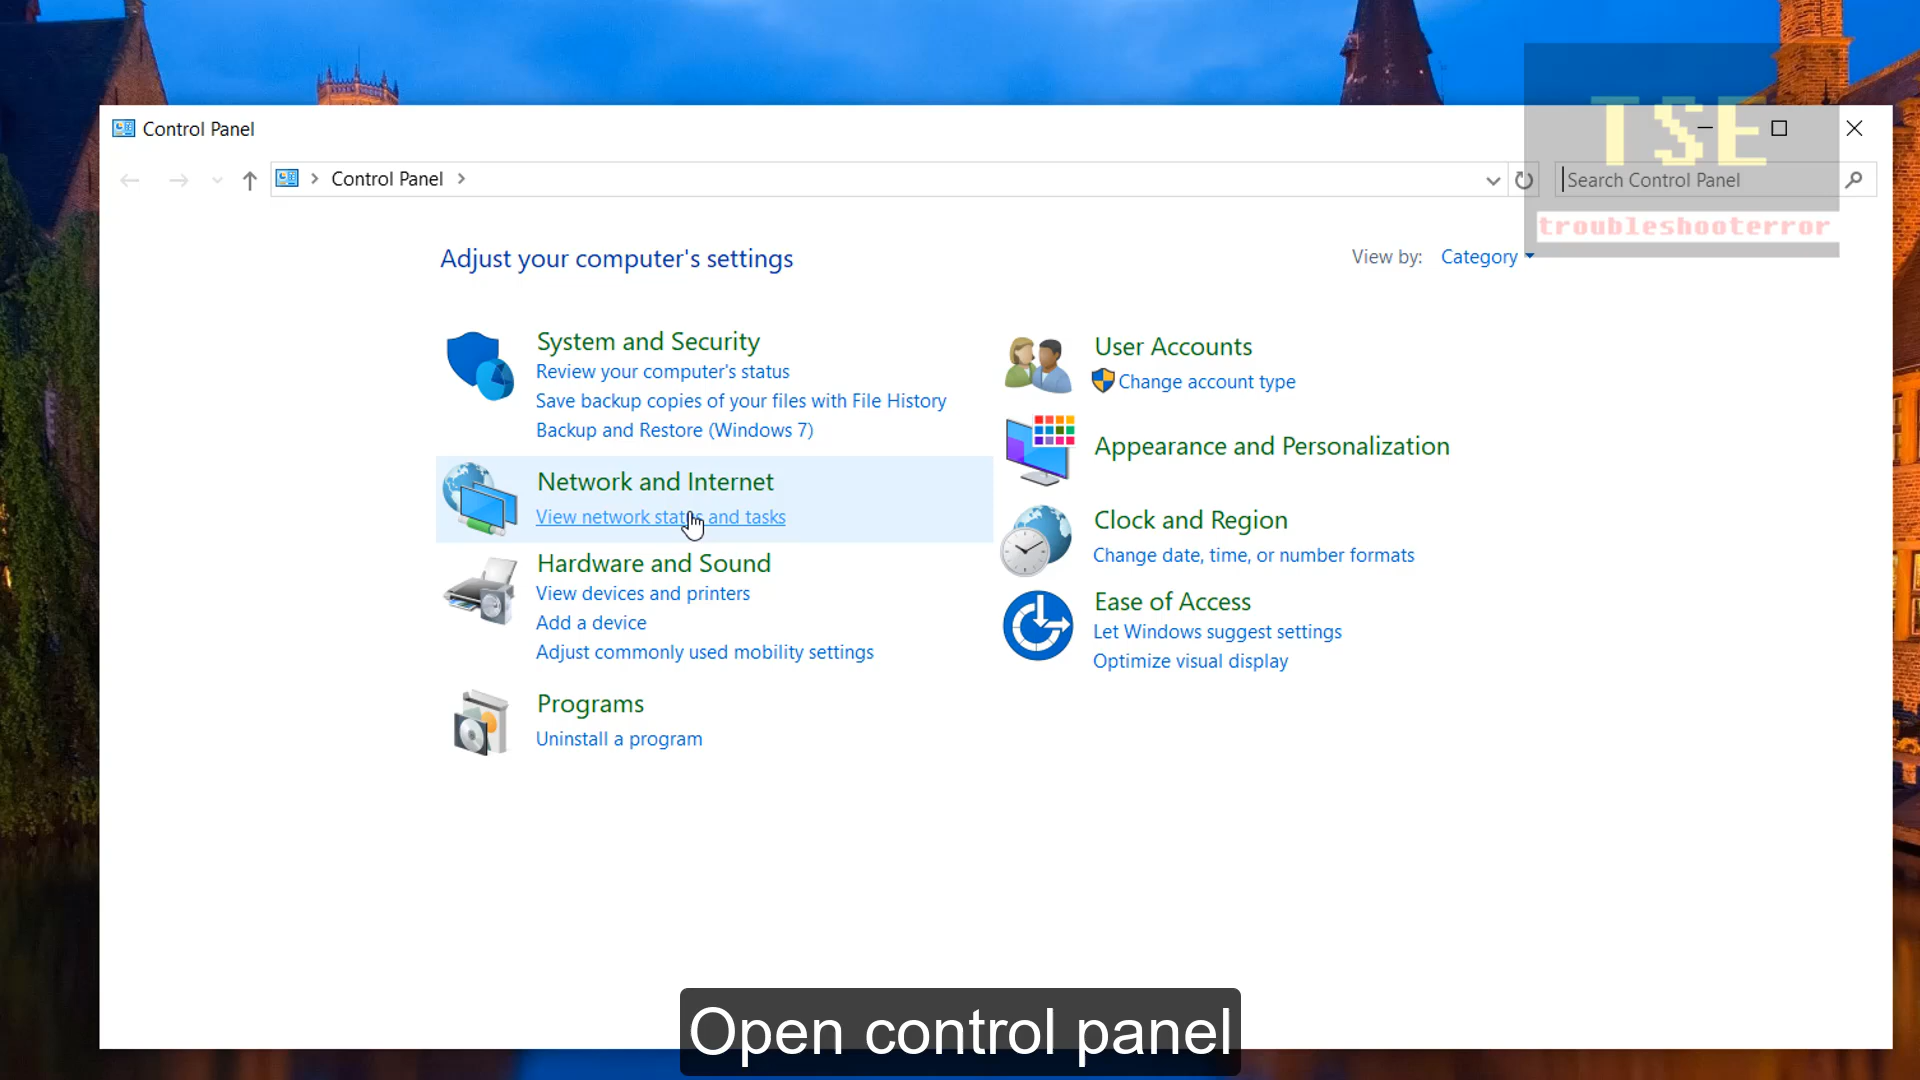 Control Panel
TSE
Control Panel
Search Control Panel
troubleshooterror
Adjust your computer's settings
View by: Category
System and Security
Review your computer's status
Save backup copies of your files with File History
Backup and Restore (Windows 7)
Network and Internet
View network status and tasks
Hardware and Sound
View devices and printers
Add a device
Adjust commonly used mobility settings
Programs
Uninstall a program
User Accounts
Change account type
Appearance and Personalization
Clock and Region
Change date, time, or number formats
Ease of Access
Let Windows suggest settings
Optimize visual display
Open control panel